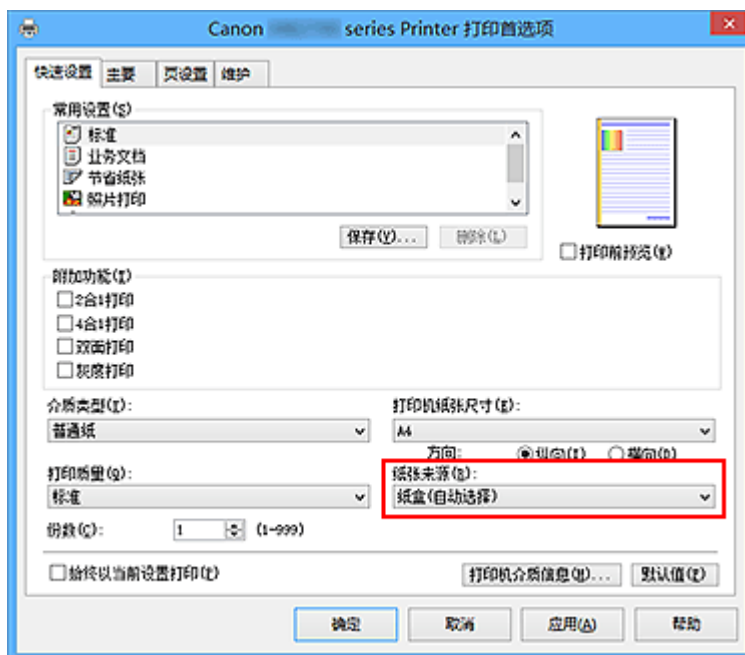 Canon series Printer 打印首选项
快速设置 主要 页设置 维护
常用设置(S)
标准
业务文档
节省纸张
照片打印
保存(V)... 删除(L)
打印前预览(W)
附加功能(I)
2合1打印
4合1打印
双面打印
灰度打印
介质类型(I): 打印机纸张尺寸(E):
普通纸 A4
方向: 纵向(T) 横向(D)
打印质量(Q): 纸张来源(R):
标准 纸盒(自动选择)
份数(C): 1 (1-999)
始终以当前设置打印(P)
打印机介质信息(M)... 默认值(F)
确定 取消 应用(A) 帮助